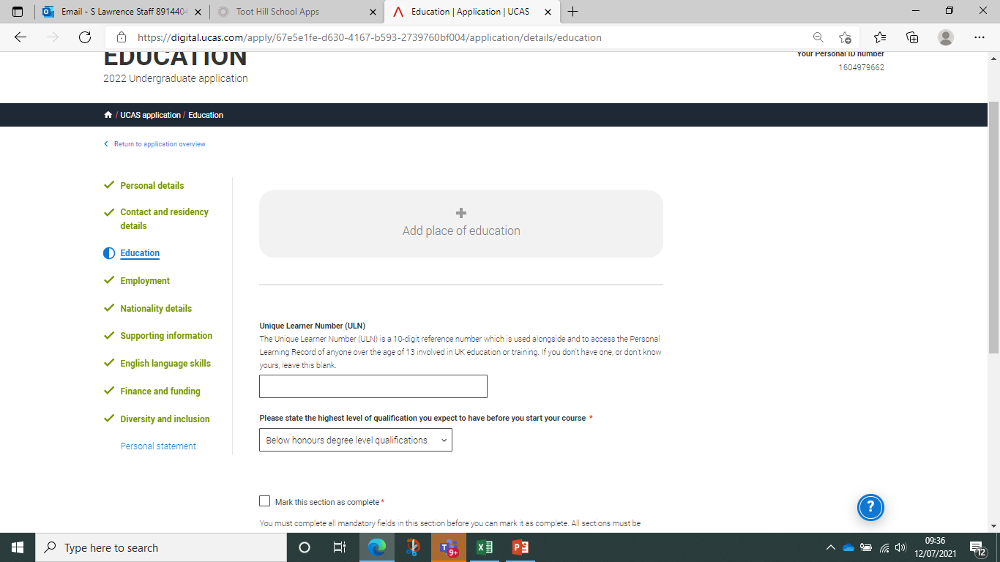 Email - S Lawrence Staff 8914404
Toot Hill School Apps
Education | Application | UCAS
https://digital.ucas.com/apply/67e5e1fe-d630-4167-b593-2739760bf004/application/details/education
EDUCATION
Your Personal ID number
2022 Undergraduate application
1604979662
/ UCAS application / Education
Return to application overview
Personal details
Contact and residency
details
Education
Employment
Nationality details
Supporting information
English language skills
Finance and funding
Diversity and inclusion
Personal statement
Add place of education
Unique Learner Number (ULN)
The Unique Learner Number (ULN) is a 10-digit reference number which is used alongside and to access the Personal
Learning Record of anyone over the age of 13 involved in UK education or training. If you don't have one, or don't know
yours, leave this blank.
Please state the highest level of qualification you expect to have before you start your course *
Below honours degree level qualifications
Mark this section as complete *
You must complete all mandatory fields in this section before you can mark it as complete. All sections must be
?
Type here to search
9+
09:36
12/07/2021
12